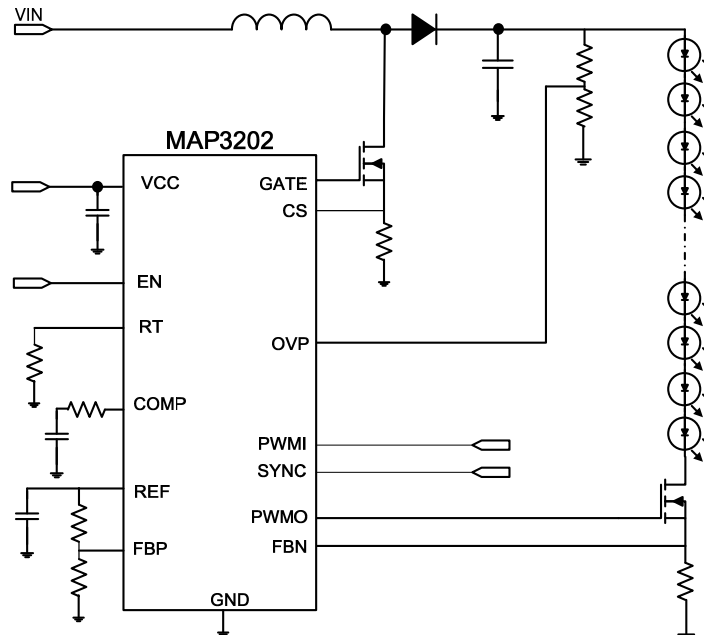 VIN
MAP3202
VCC
GATE
CS
EN
RT
OVP
COMP
PWMI
SYNC
REF
PWMO
FBP
FBN
GND